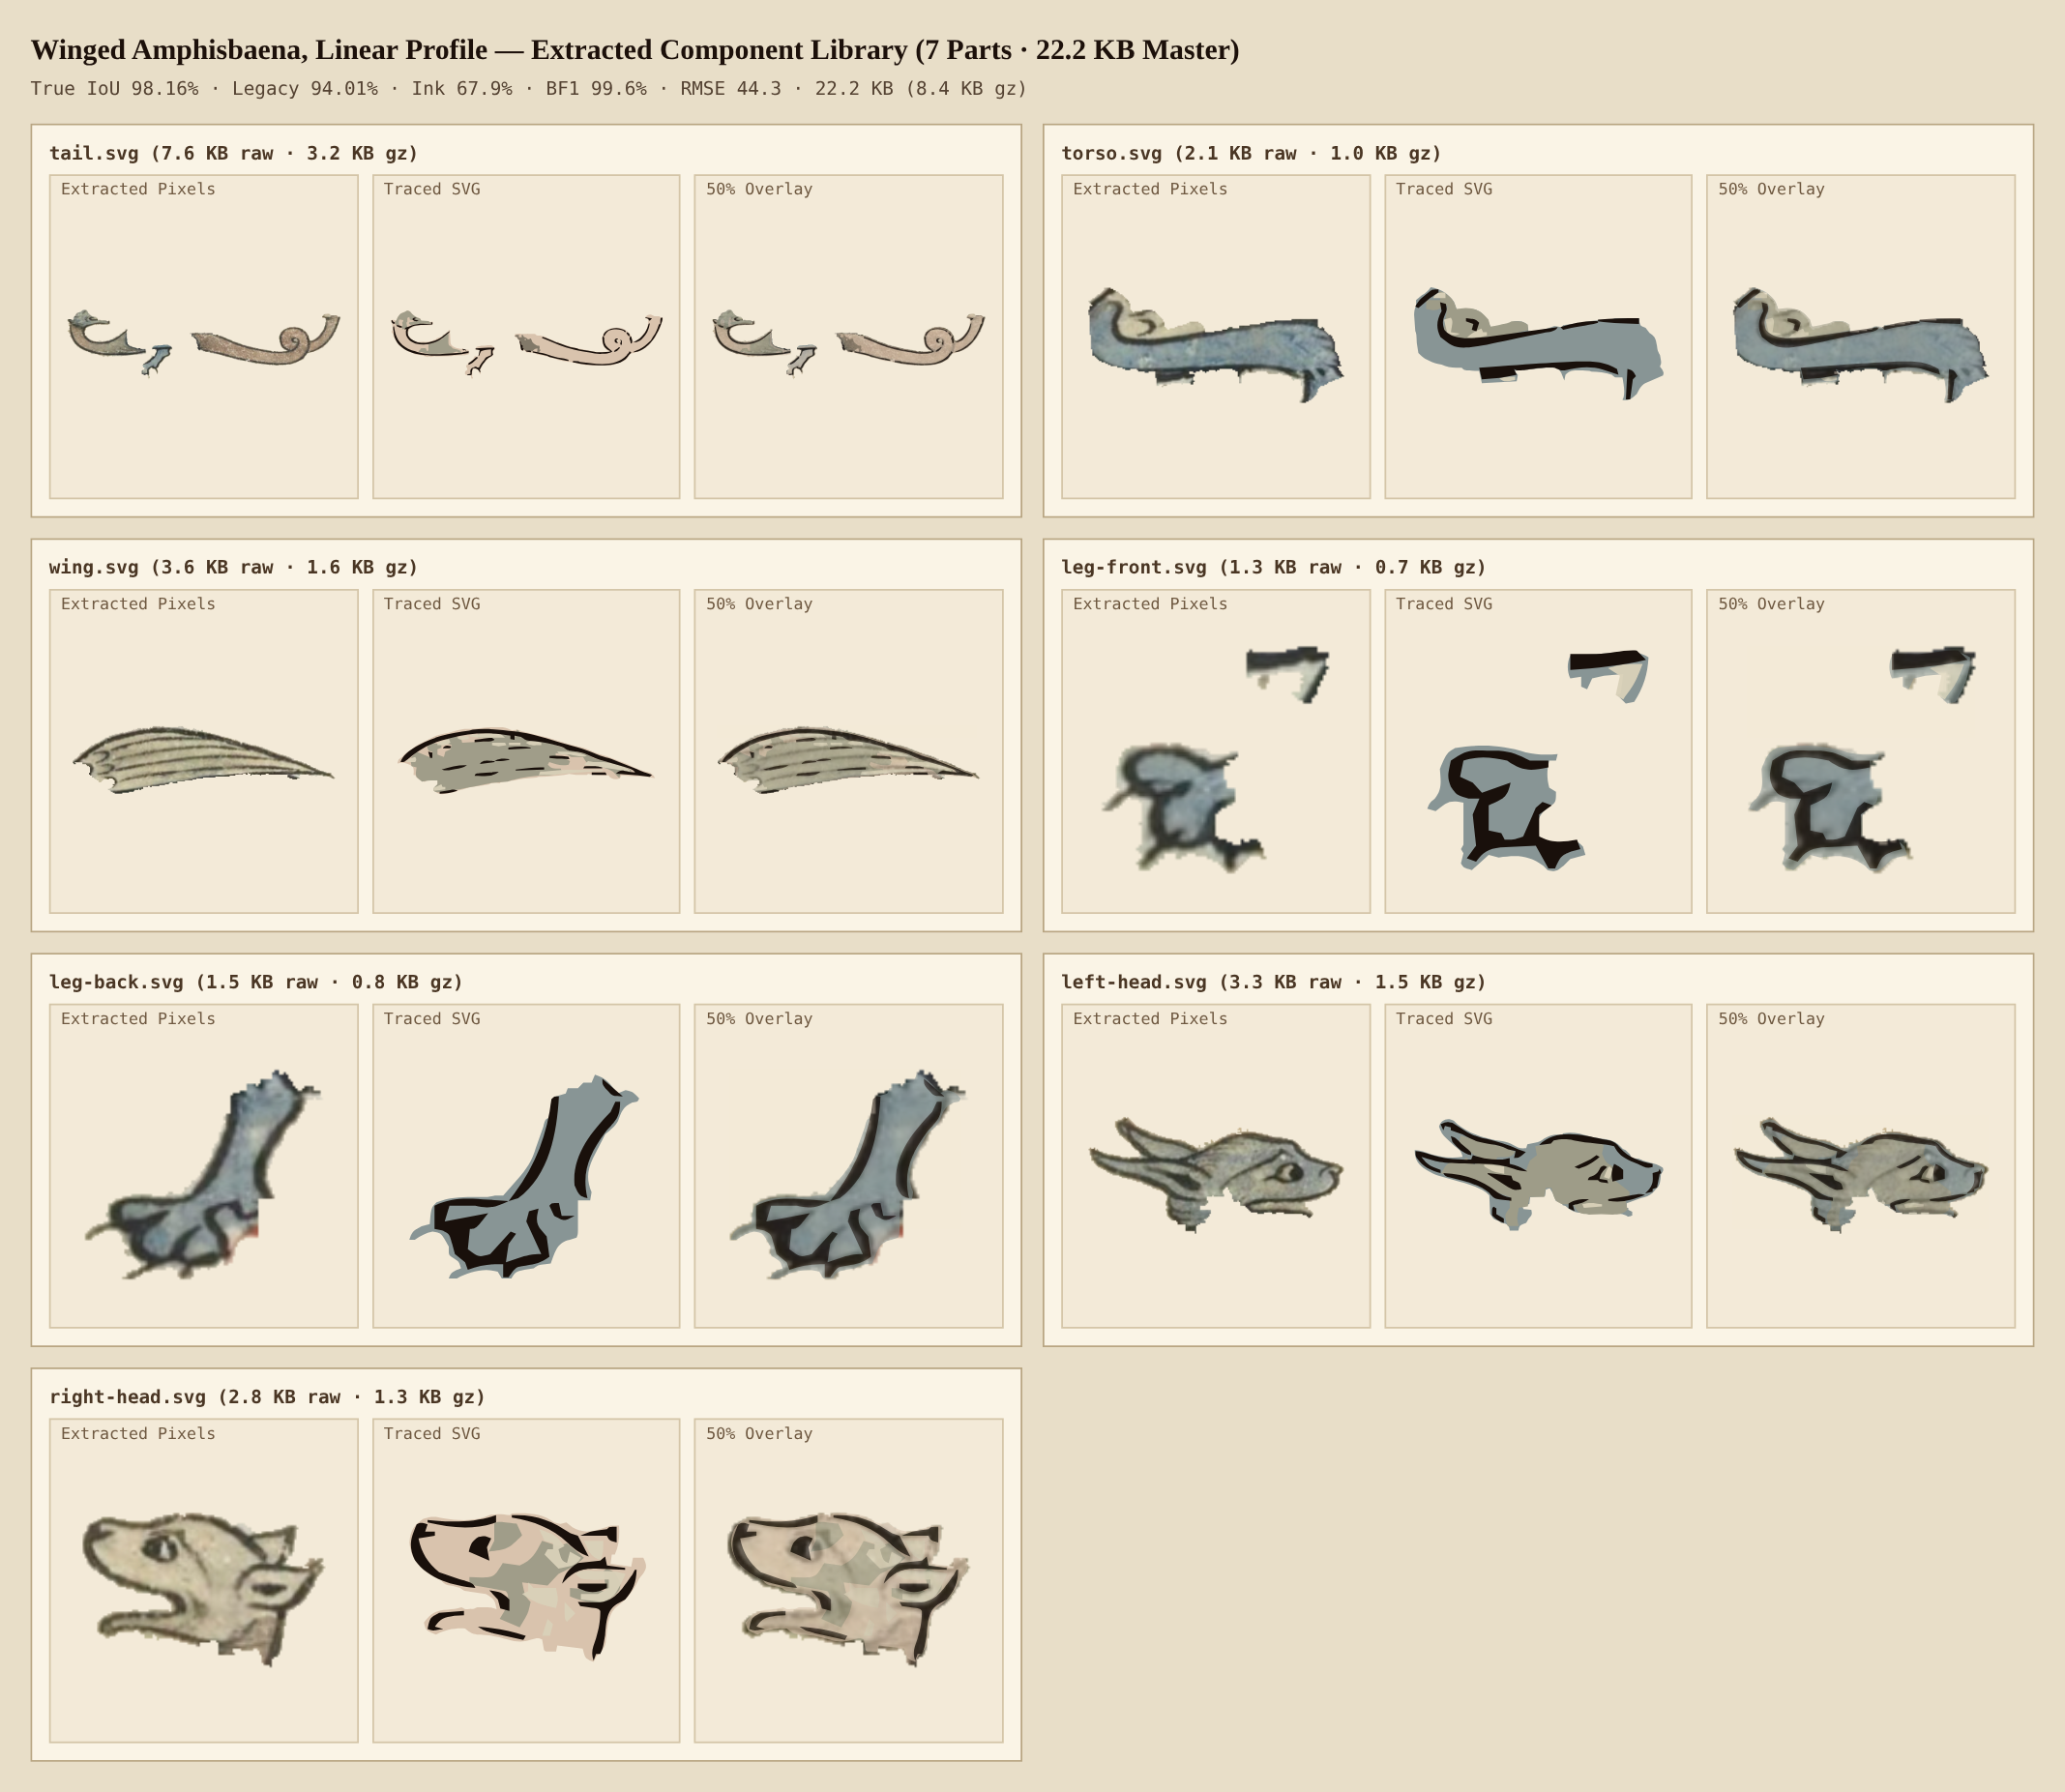 Winged Amphisbaena, Linear Profile — Extracted Component Library (7 Parts · 22.2 KB Master)
True IoU 98.16% · Legacy 94.01% · Ink 67.9% · BF1 99.6% · RMSE 44.3 · 22.2 KB (8.4 KB gz)
tail.svg (7.6 KB raw · 3.2 KB gz)
Extracted Pixels
Traced SVG
50% Overlay
torso.svg (2.1 KB raw · 1.0 KB gz)
Extracted Pixels
Traced SVG
50% Overlay
wing.svg (3.6 KB raw · 1.6 KB gz)
Extracted Pixels
Traced SVG
50% Overlay
leg-front.svg (1.3 KB raw · 0.7 KB gz)
Extracted Pixels
Traced SVG
50% Overlay
leg-back.svg (1.5 KB raw · 0.8 KB gz)
Extracted Pixels
Traced SVG
50% Overlay
left-head.svg (3.3 KB raw · 1.5 KB gz)
Extracted Pixels
Traced SVG
50% Overlay
right-head.svg (2.8 KB raw · 1.3 KB gz)
Extracted Pixels
Traced SVG
50% Overlay